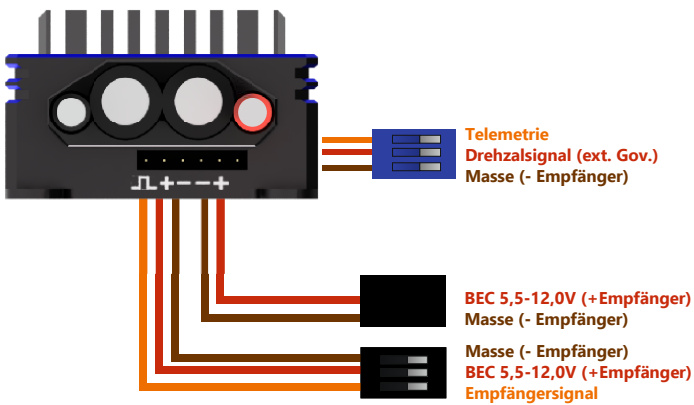 Telemetrie
Drehzalsignal (ext. Gov.)
Masse (- Empfänger)
+ - - +
BEC 5,5-12,0V (+Empfänger)
Masse (- Empfänger)
Masse (- Empfänger)
BEC 5,5-12,0V (+Empfänger)
Empfängersignal